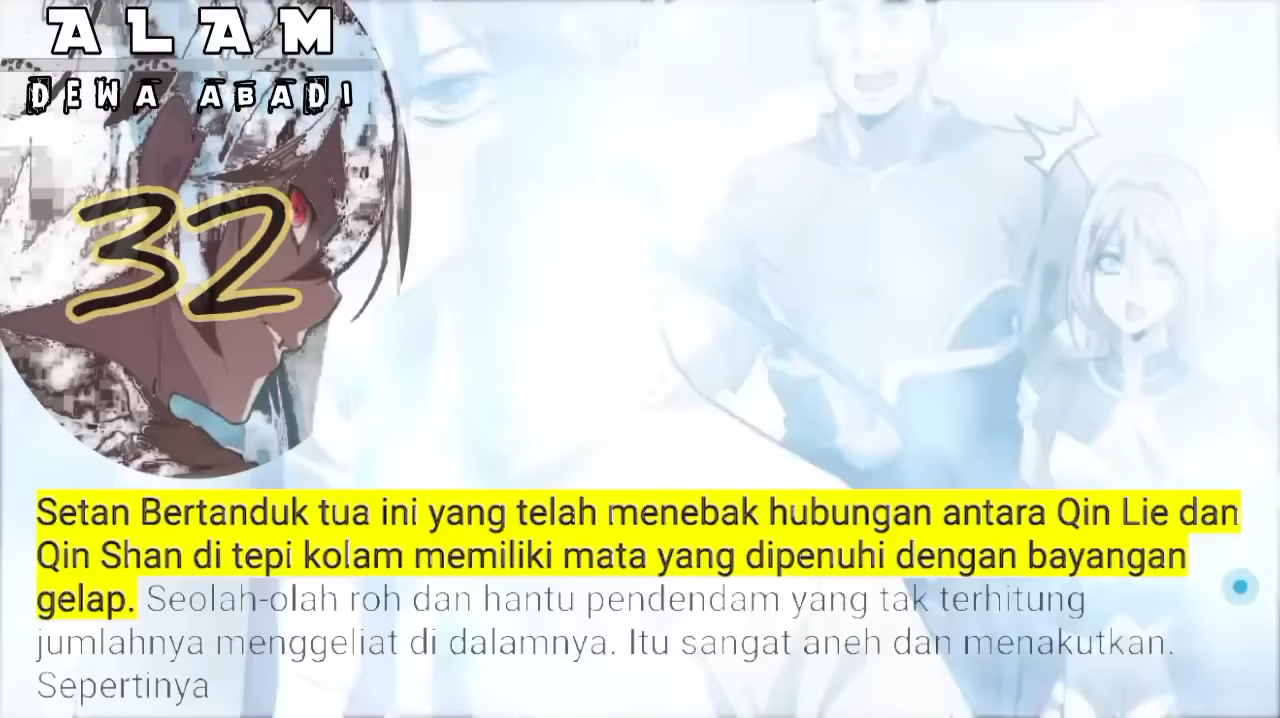 ALAM
DEWA ABADI
32
Setan Bertanduk tua ini yang telah menebak hubungan antara Qin Lie dan
Qin Shan di tepi kolam memiliki mata yang dipenuhi dengan bayangan
gelap. Seolah-olah roh dan hantu pendendam yang tak terhitung
jumlahnya menggeliat di dalamnya. Itu sangat aneh dan menakutkan.
Sepertinya